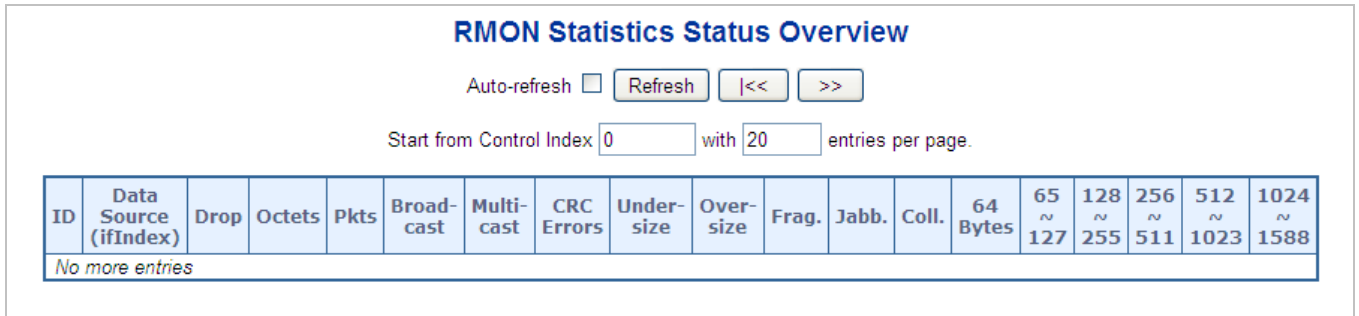 RMON Statistics Status Overview
Auto-refresh Refresh |<< >>
Start from Control Index 0 with 20 entries per page.
ID Data Source (ifIndex) Drop Octets Pkts Broad-cast Multi-cast CRC Errors Under-size Over-size Frag. Jabb. Coll. 64 Bytes 65 ~ 127 128 ~ 255 256 ~ 511 512 ~ 1023 1024 ~ 1588
No more entries